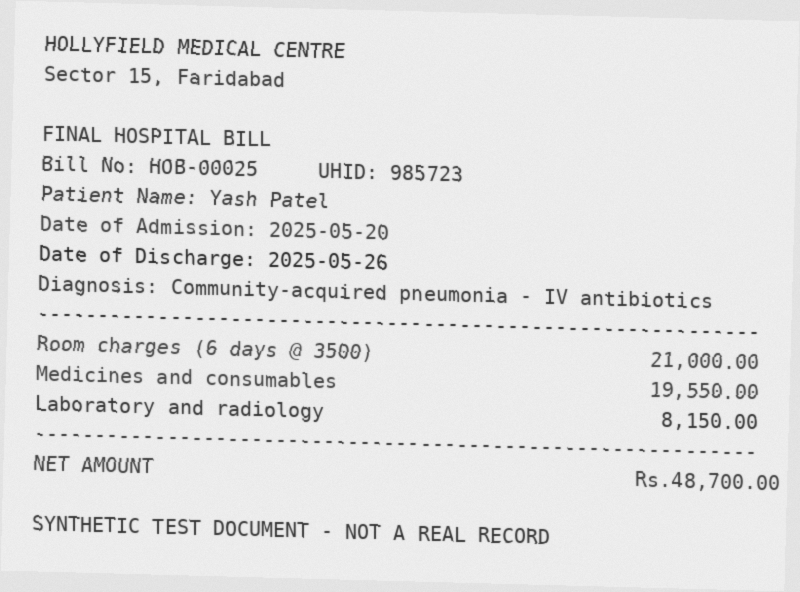 HOLLYFIELD MEDICAL CENTRE
Sector 15, Faridabad
FINAL HOSPITAL BILL
Bill No: HOB-00025     UHID: 985723
Patient Name: Yash Patel
Date of Admission: 2025-05-20
Date of Discharge: 2025-05-26
Diagnosis: Community-acquired pneumonia - IV antibiotics
------------------------------------------------------------
Room charges (6 days @ 3500)     21,000.00
Medicines and consumables     19,550.00
Laboratory and radiology     8,150.00
------------------------------------------------------------
NET AMOUNT     Rs.48,700.00
SYNTHETIC TEST DOCUMENT - NOT A REAL RECORD